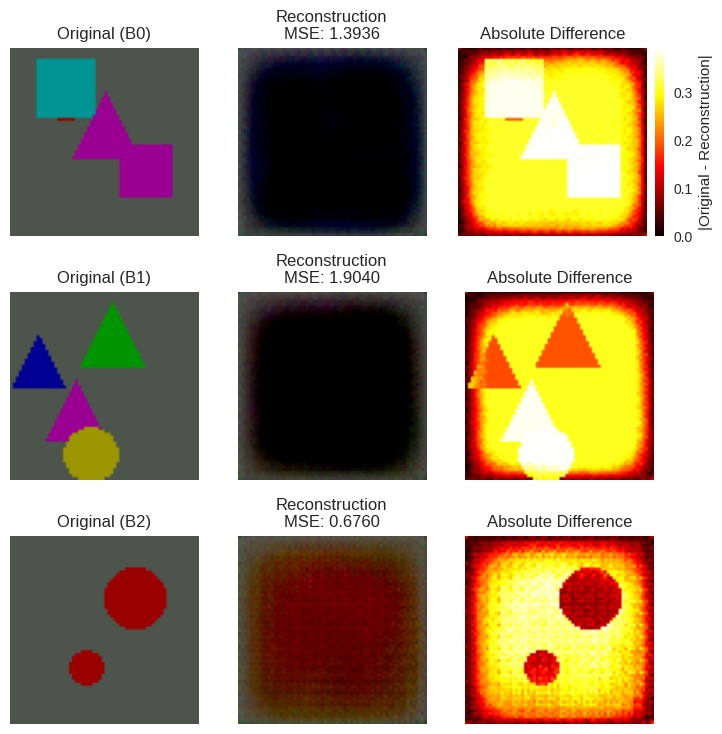 Original (B0)
Reconstruction
MSE: 1.3936
Absolute Difference
0.3
0.2
0.1
0.0
|Original - Reconstruction|
Original (B1)
Reconstruction
MSE: 1.9040
Absolute Difference
Original (B2)
Reconstruction
MSE: 0.6760
Absolute Difference